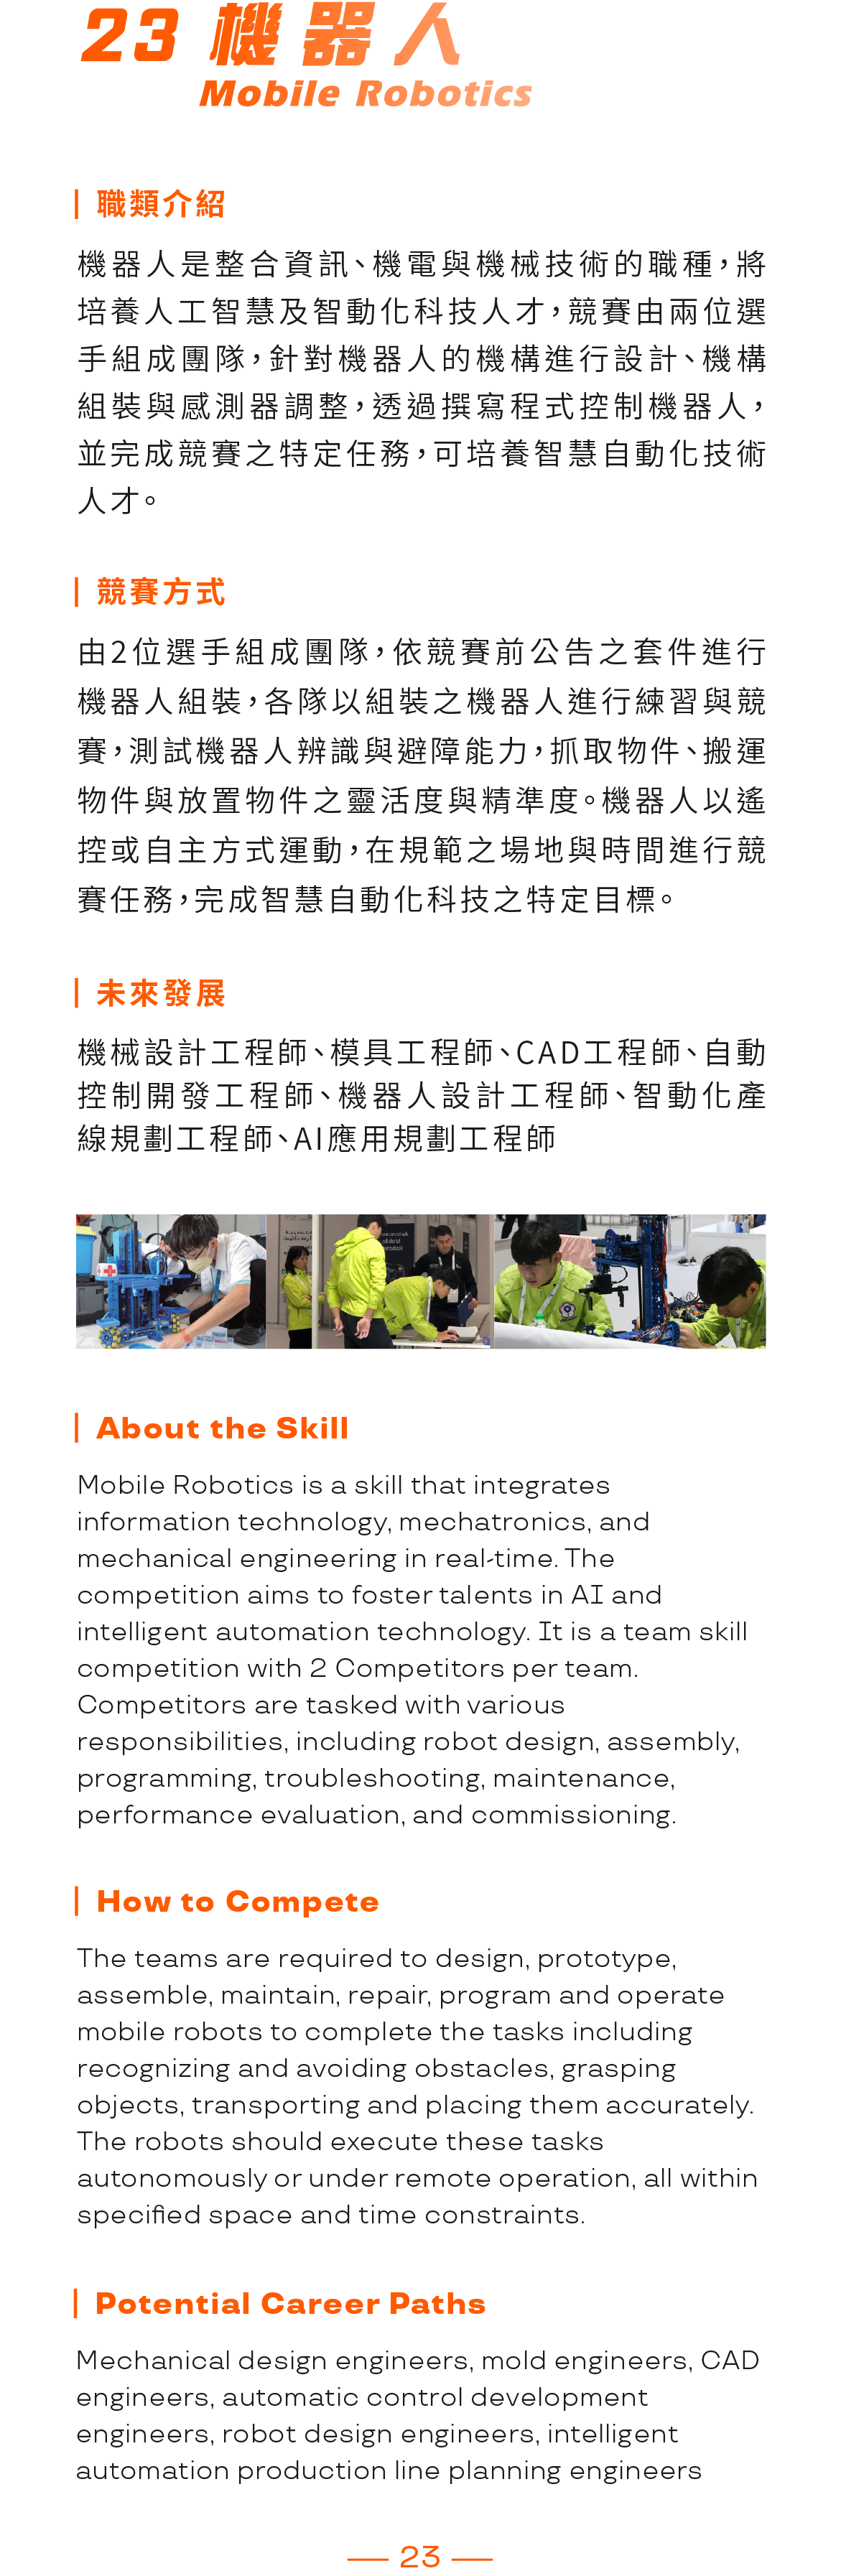 23 機器人
Mobile Robotics
職類介紹
機器人是整合資訊、機電與機械技術的職種，將
培養人工智慧及智動化科技人才，競賽由兩位選
手組成團隊，針對機器人的機構進行設計、機構
組裝與感測器調整，透過撰寫程式控制機器人，
並完成競賽之特定任務，可培養智慧自動化技術
人才。
競賽方式
由2位選手組成團隊，依競賽前公告之套件進行
機器人組裝，各隊以組裝之機器人進行練習與競
賽，測試機器人辨識與避障能力，抓取物件、搬運
物件與放置物件之靈活度與精準度。機器人以遙
控或自主方式運動，在規範之場地與時間進行競
賽任務，完成智慧自動化科技之特定目標。
未來發展
機械設計工程師、模具工程師、CAD工程師、自動
控制開發工程師、機器人設計工程師、智動化產
線規劃工程師、AI應用規劃工程師
About the Skill
Mobile Robotics is a skill that integrates
information technology, mechatronics, and
mechanical engineering in real-time. The
competition aims to foster talents in AI and
intelligent automation technology. It is a team skill
competition with 2 Competitors per team.
Competitors are tasked with various
responsibilities, including robot design, assembly,
programming, troubleshooting, maintenance,
performance evaluation, and commissioning.
How to Compete
The teams are required to design, prototype,
assemble, maintain, repair, program and operate
mobile robots to complete the tasks including
recognizing and avoiding obstacles, grasping
objects, transporting and placing them accurately.
The robots should execute these tasks
autonomously or under remote operation, all within
specified space and time constraints.
Potential Career Paths
Mechanical design engineers, mold engineers, CAD
engineers, automatic control development
engineers, robot design engineers, intelligent
automation production line planning engineers
— 23 —